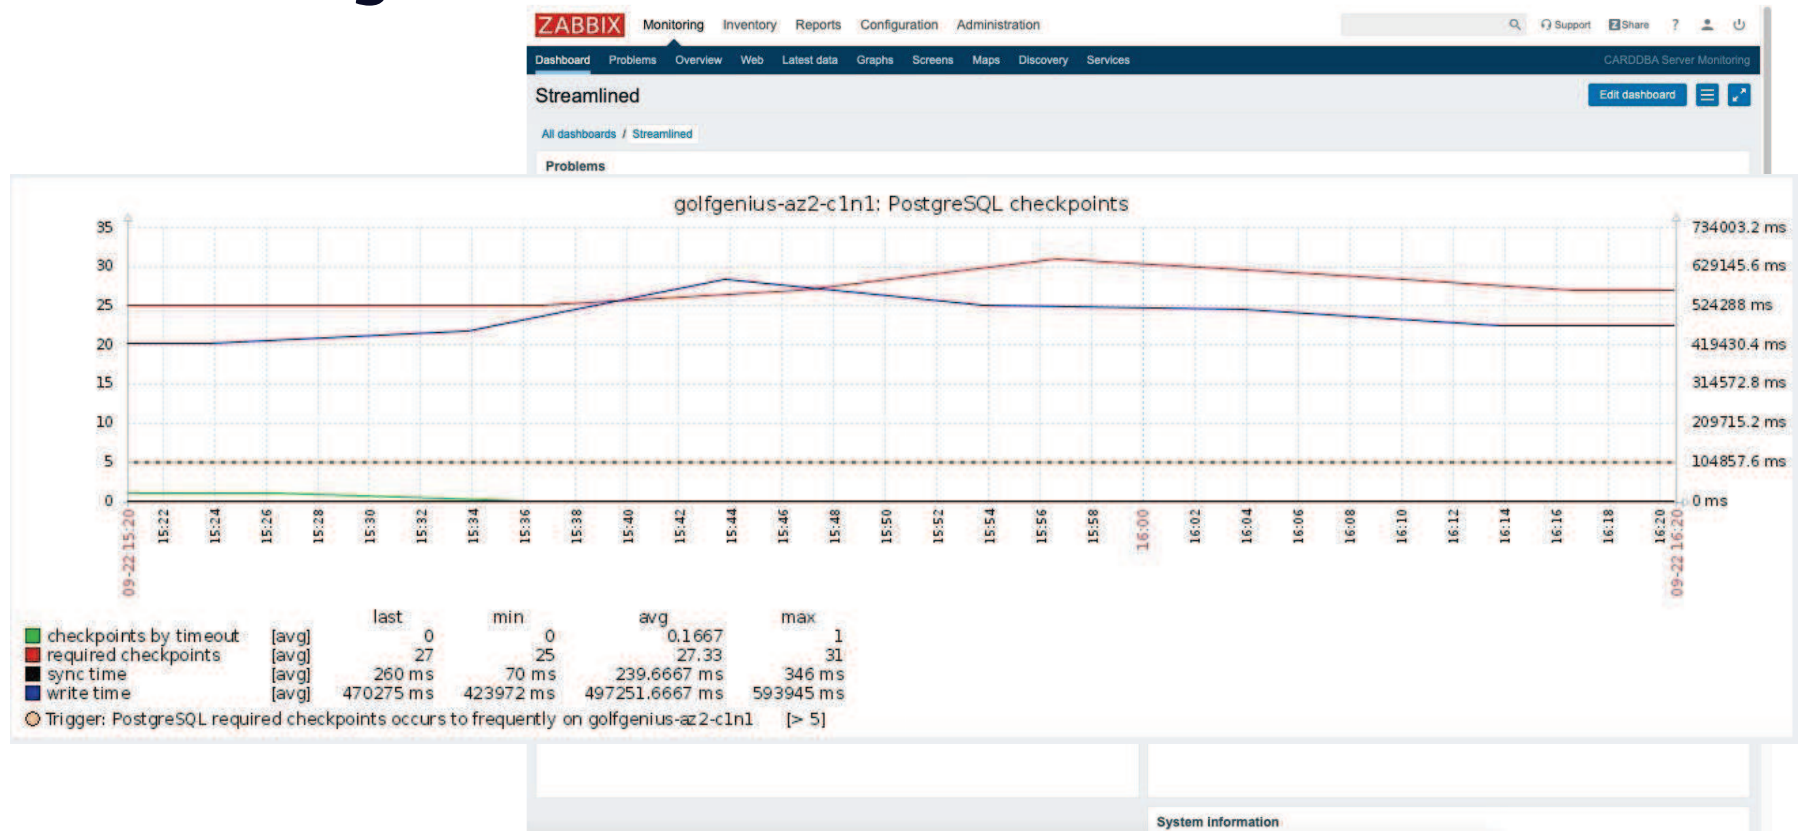 ZABBIX Monitoring Inventory Reports Configuration Administration Support Z Share ?
Dashboard Problems Overview Web Latest data Graphs Screens Maps Discovery Services CARDDBA Server Monitoring
Streamlined Edit dashboard
All dashboards / Streamlined
Problems
golfgenius-az2-c1n1: PostgreSQL checkpoints
35 734003.2 ms
30 629145.6 ms
25 524288 ms
20 419430.4 ms
15 314572.8 ms
10 209715.2 ms
5 104857.6 ms
0 0 ms
09-22 15:20 15:22 15:24 15:26 15:28 15:30 15:32 15:34 15:36 15:38 15:40 15:42 15:44 15:46 15:48 15:50 15:52 15:54 15:56 15:58 16:00 16:02 16:04 16:06 16:08 16:10 16:12 16:14 16:16 16:18 16:20 09-22 16:20
last min avg max
checkpoints by timeout [avg] 0 0 0.1667 1
required checkpoints [avg] 27 25 27.33 31
sync time [avg] 260 ms 70 ms 239.6667 ms 346 ms
write time [avg] 470275 ms 423972 ms 497251.6667 ms 593945 ms
Trigger: PostgreSQL required checkpoints occurs to frequently on golfgenius-az2-c1n1 [> 5]
System information